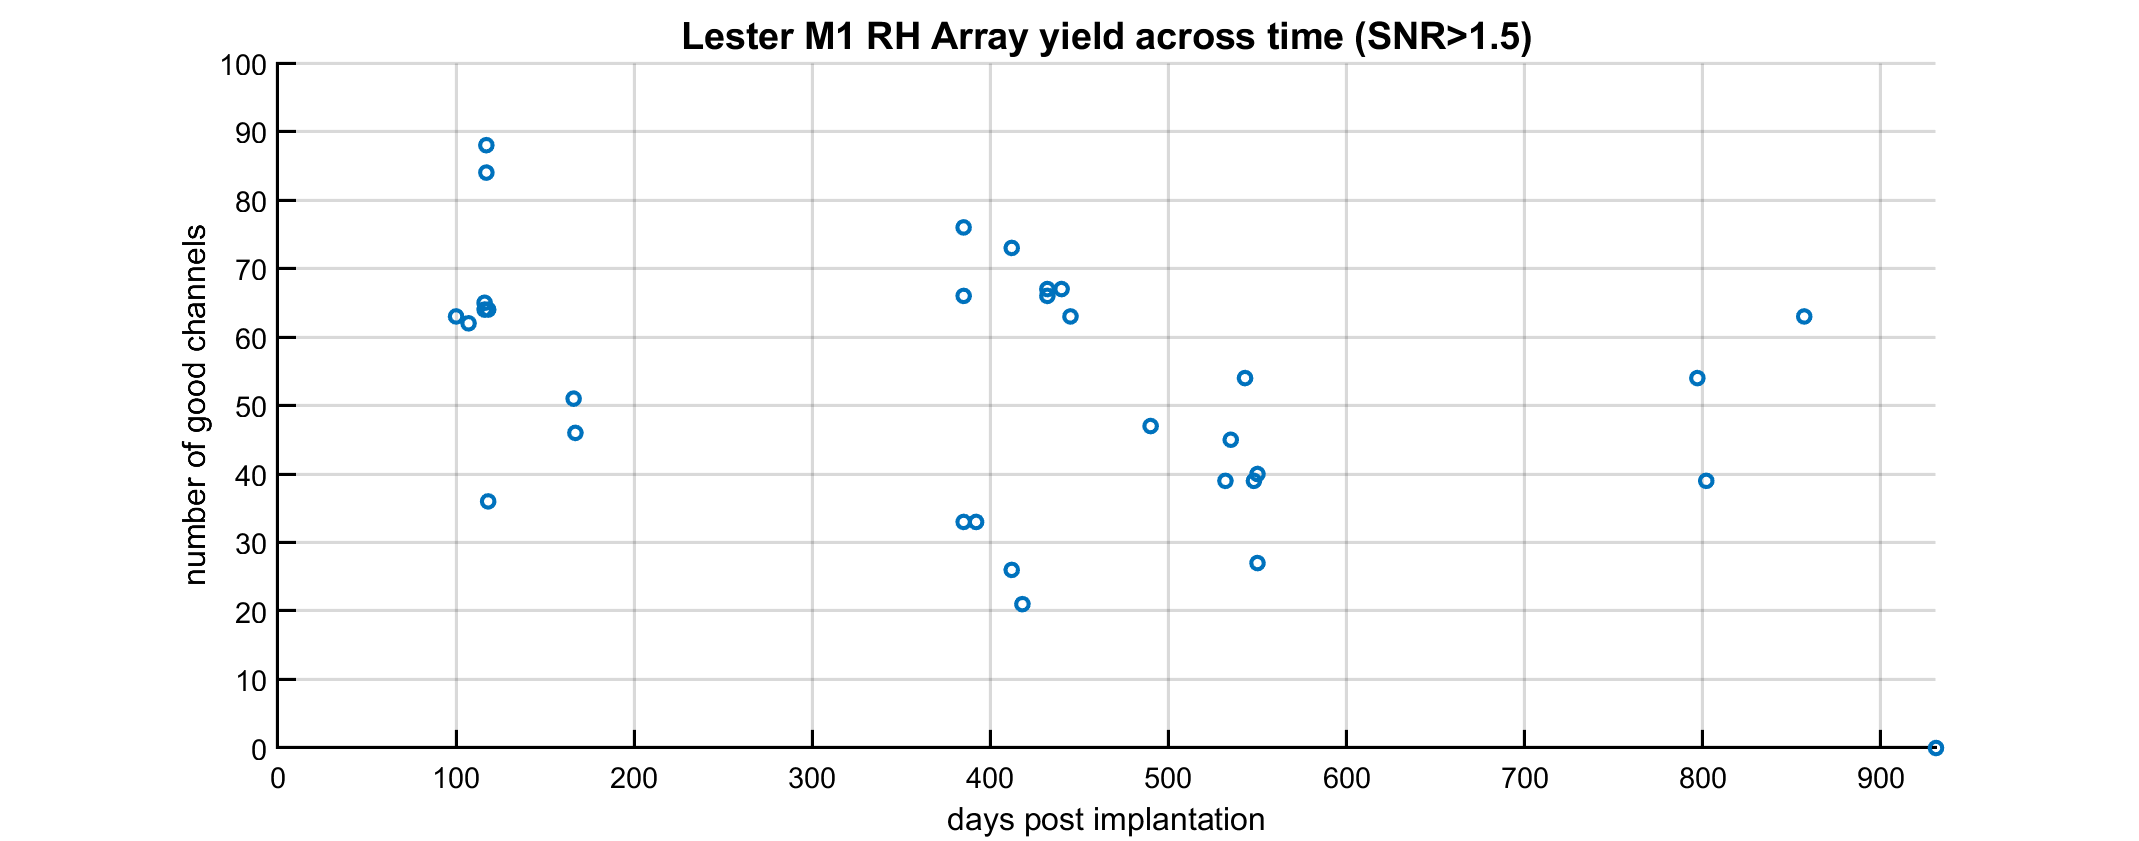 Lester M1 RH Array yield across time (SNR>1.5)
100
90
80
70
60
50
40
30
20
10
0
number of good channels
0 100 200 300 400 500 600 700 800 900
days post implantation